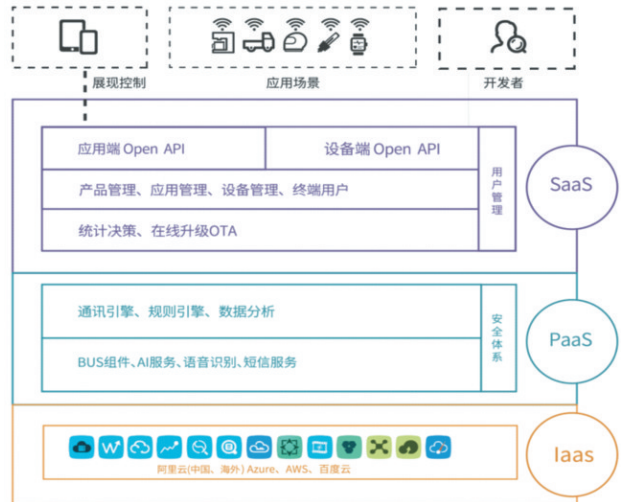 展现控制
应用场景
开发者
应用端 Open API
设备端 Open API
产品管理、应用管理、设备管理、终端用户
统计决策、在线升级OTA
用户管理
SaaS
通讯引擎、规则引擎、数据分析
BUS组件、AI服务、语音识别、短信服务
安全体系
PaaS
阿里云(中国、海外) Azure、AWS、百度云
Iaas